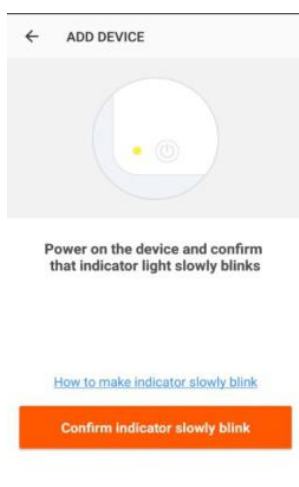 ADD DEVICE
Power on the device and confirm
that indicator light slowly blinks
How to make indicator slowly blink
Confirm indicator slowly blink